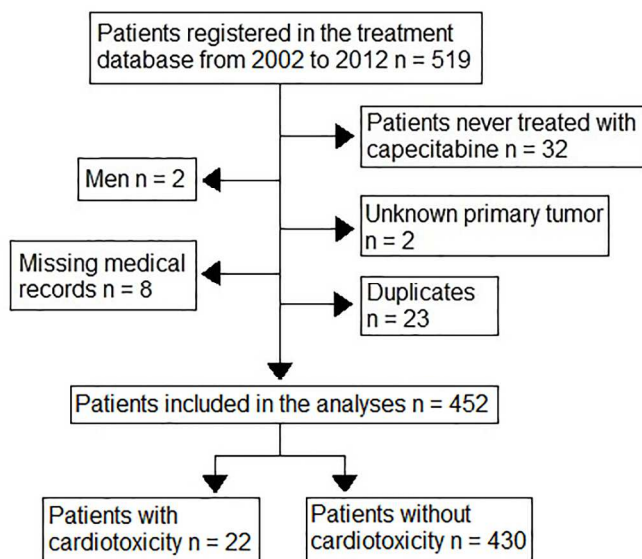 Patients registered in the treatment
database from 2002 to 2012 n = 519
Patients never treated with
capecitabine n = 32
Men n = 2
Unknown primary tumor
n = 2
Missing medical
records n = 8
Duplicates
n = 23
Patients included in the analyses n = 452
Patients with
cardiotoxicity n = 22
Patients without
cardiotoxicity n = 430